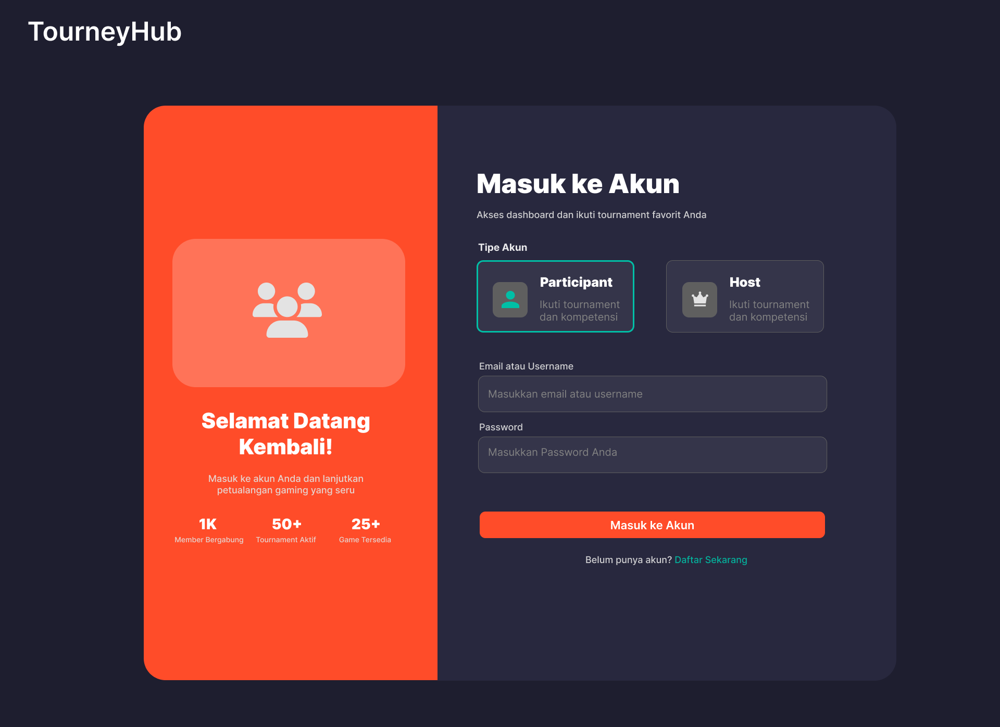 TourneyHub
Selamat Datang
Kembali!
Masuk ke akun Anda dan lanjutkan
petualangan gaming yang seru
1K
Member Bergabung
50+
Tournament Aktif
25+
Game Tersedia
Masuk ke Akun
Akses dashboard dan ikuti tournament favorit Anda
Tipe Akun
Participant
Ikuti tournament
dan kompetensi
Host
Ikuti tournament
dan kompetensi
Email atau Username
Masukkan email atau username
Password
Masukkan Password Anda
Masuk ke Akun
Belum punya akun? Daftar Sekarang